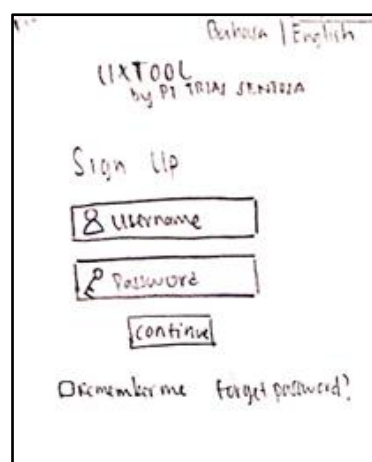 Bahasa | English
UXTOOL
by PT TRIAS SENTOSA
Sign Up
Username
Password
Continue
Remember me Forget password?